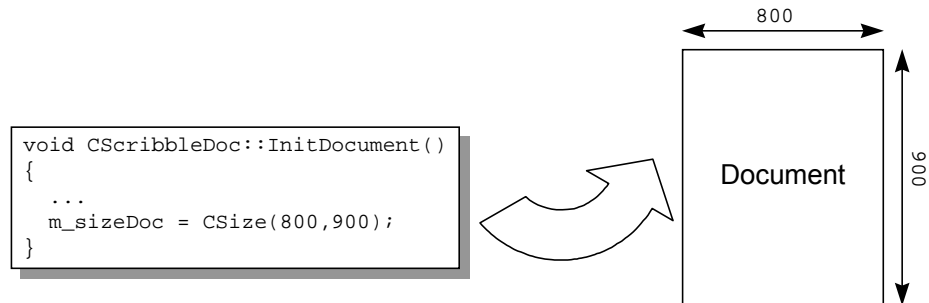 800
void CScribbleDoc::InitDocument()
{
...
m_sizeDoc = CSize(800,900);
}
Document
900